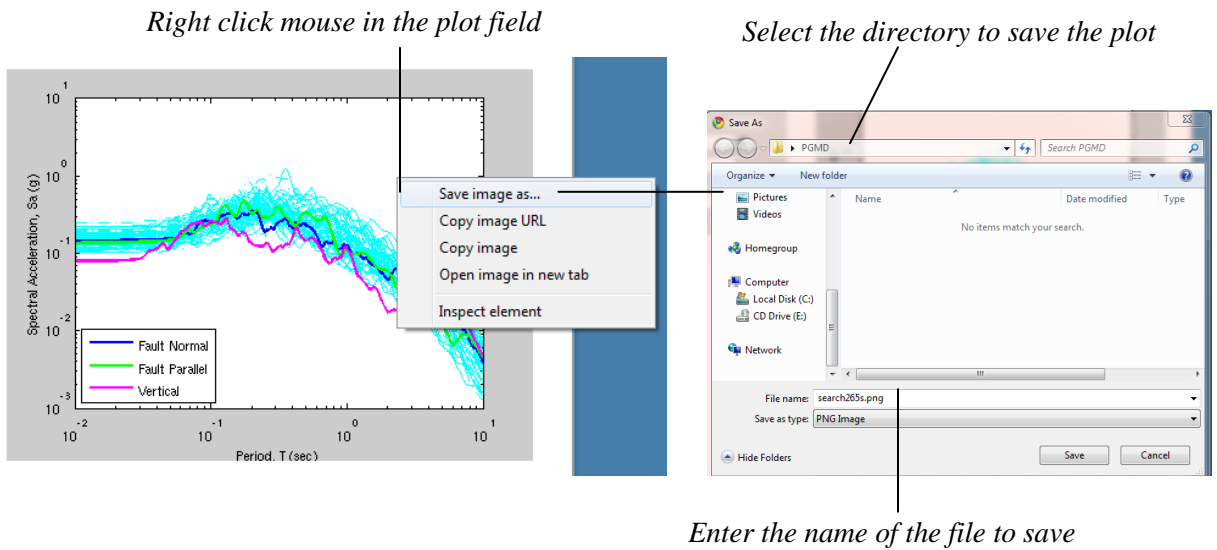 Right click mouse in the plot field
Select the directory to save the plot
10 1
10 0
10 -1
10 -2
10 -3
Spectral Acceleration, Sa (g)
Fault Normal
Fault Parallel
Vertical
10 -2
10 -1
10 0
10 1
Period, T (sec)
Save image as...
Copy image URL
Copy image
Open image in new tab
Inspect element
Save As
PGMD
Search PGMD
Organize
New folder
Pictures
Videos
Homegroup
Computer
Local Disk (C:)
CD Drive (E:)
Network
Name
Date modified
Type
No items match your search.
File name: search265s.png
Save as type: PNG Image
Hide Folders
Save
Cancel
Enter the name of the file to save